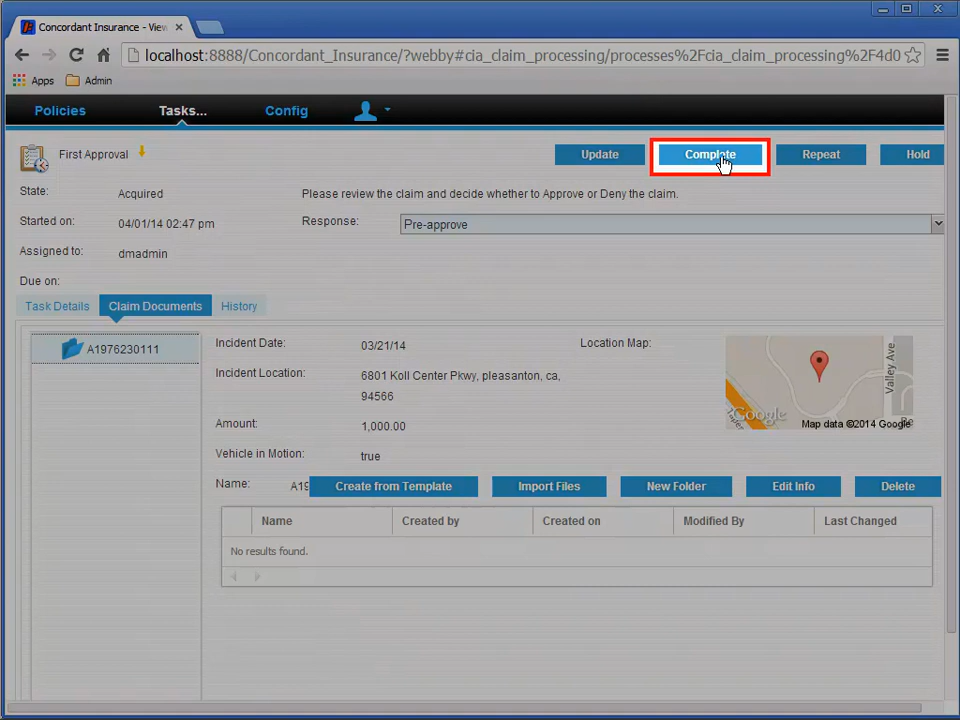 Concordant Insurance - View
localhost:8888/Concordant_Insurance/?webby#cia_claim_processing/processes%2Fcia_claim_processing%2F4d0
Apps Admin
Policies Tasks... Config
First Approval Update Complete Repeat Hold
State: Acquired Please review the claim and decide whether to Approve or Deny the claim.
Started on: 04/01/14 02:47 pm Response: Pre-approve
Assigned to: dmadmin
Due on:
Task Details Claim Documents History
A1976230111
Incident Date: 03/21/14 Location Map:
Incident Location: 6801 Koll Center Pkwy, pleasanton, ca,
94566
Valley Ave
Google
Map data ©2014 Google
Amount: 1,000.00
Vehicle in Motion: true
Name: A19 Create from Template Import Files New Folder Edit Info Delete
Name Created by Created on Modified By Last Changed
No results found.